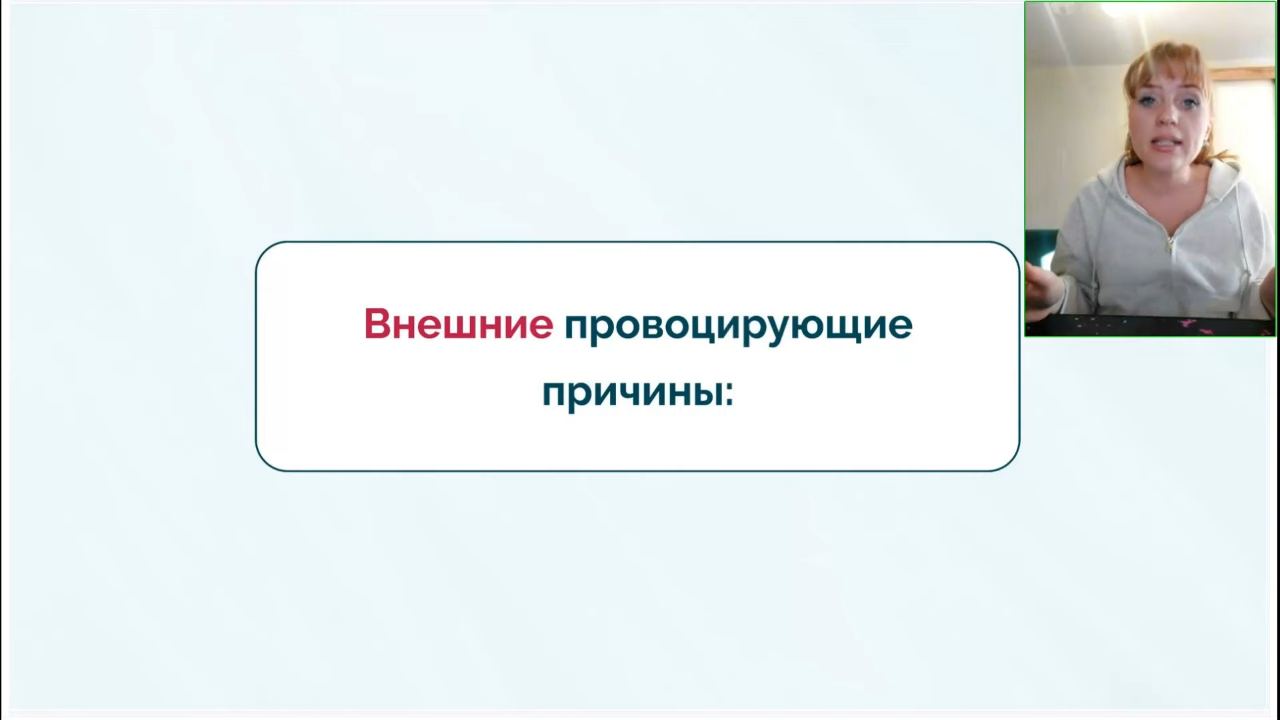 Внешние провоцирующие
причины: